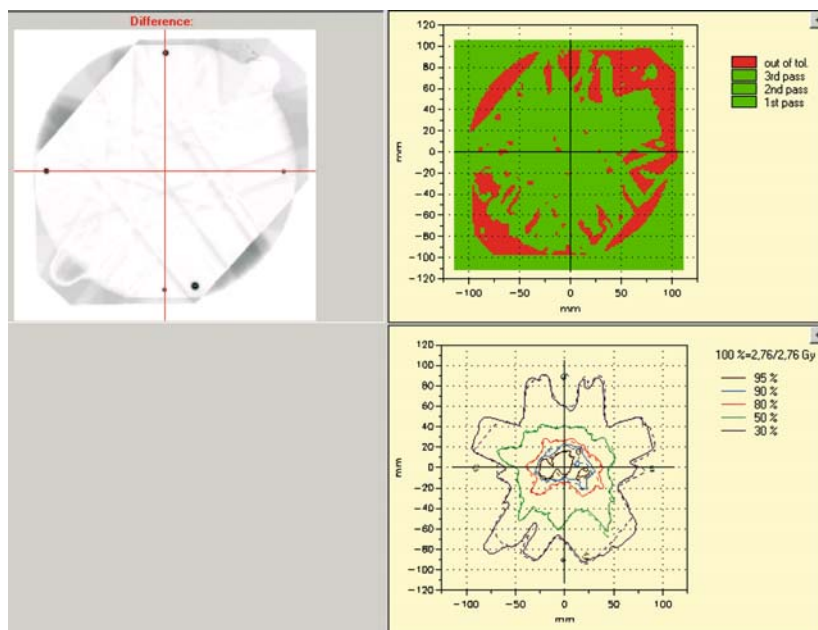 Difference:
120
100
80
60
40
20
0
−20
−40
−60
−80
−100
−120
mm
−100 −50 0 50 100
mm
out of tol.
3rd pass
2nd pass
1st pass
120
100
80
60
40
20
0
−20
−40
−60
−80
−100
−120
mm
−100 −50 0 50 100
mm
100 %=2,76/2,76 Gy
95 %
90 %
80 %
50 %
30 %